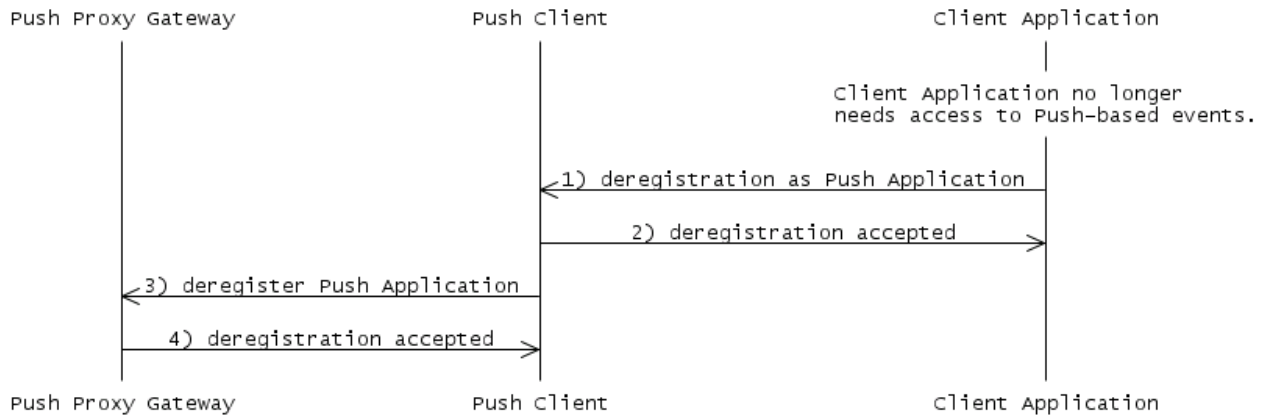 Push Proxy Gateway Push Client Client Application
Client Application no longer
needs access to Push-based events.
1) deregistration as Push Application
2) deregistration accepted
3) deregister Push Application
4) deregistration accepted
Push Proxy Gateway Push Client Client Application